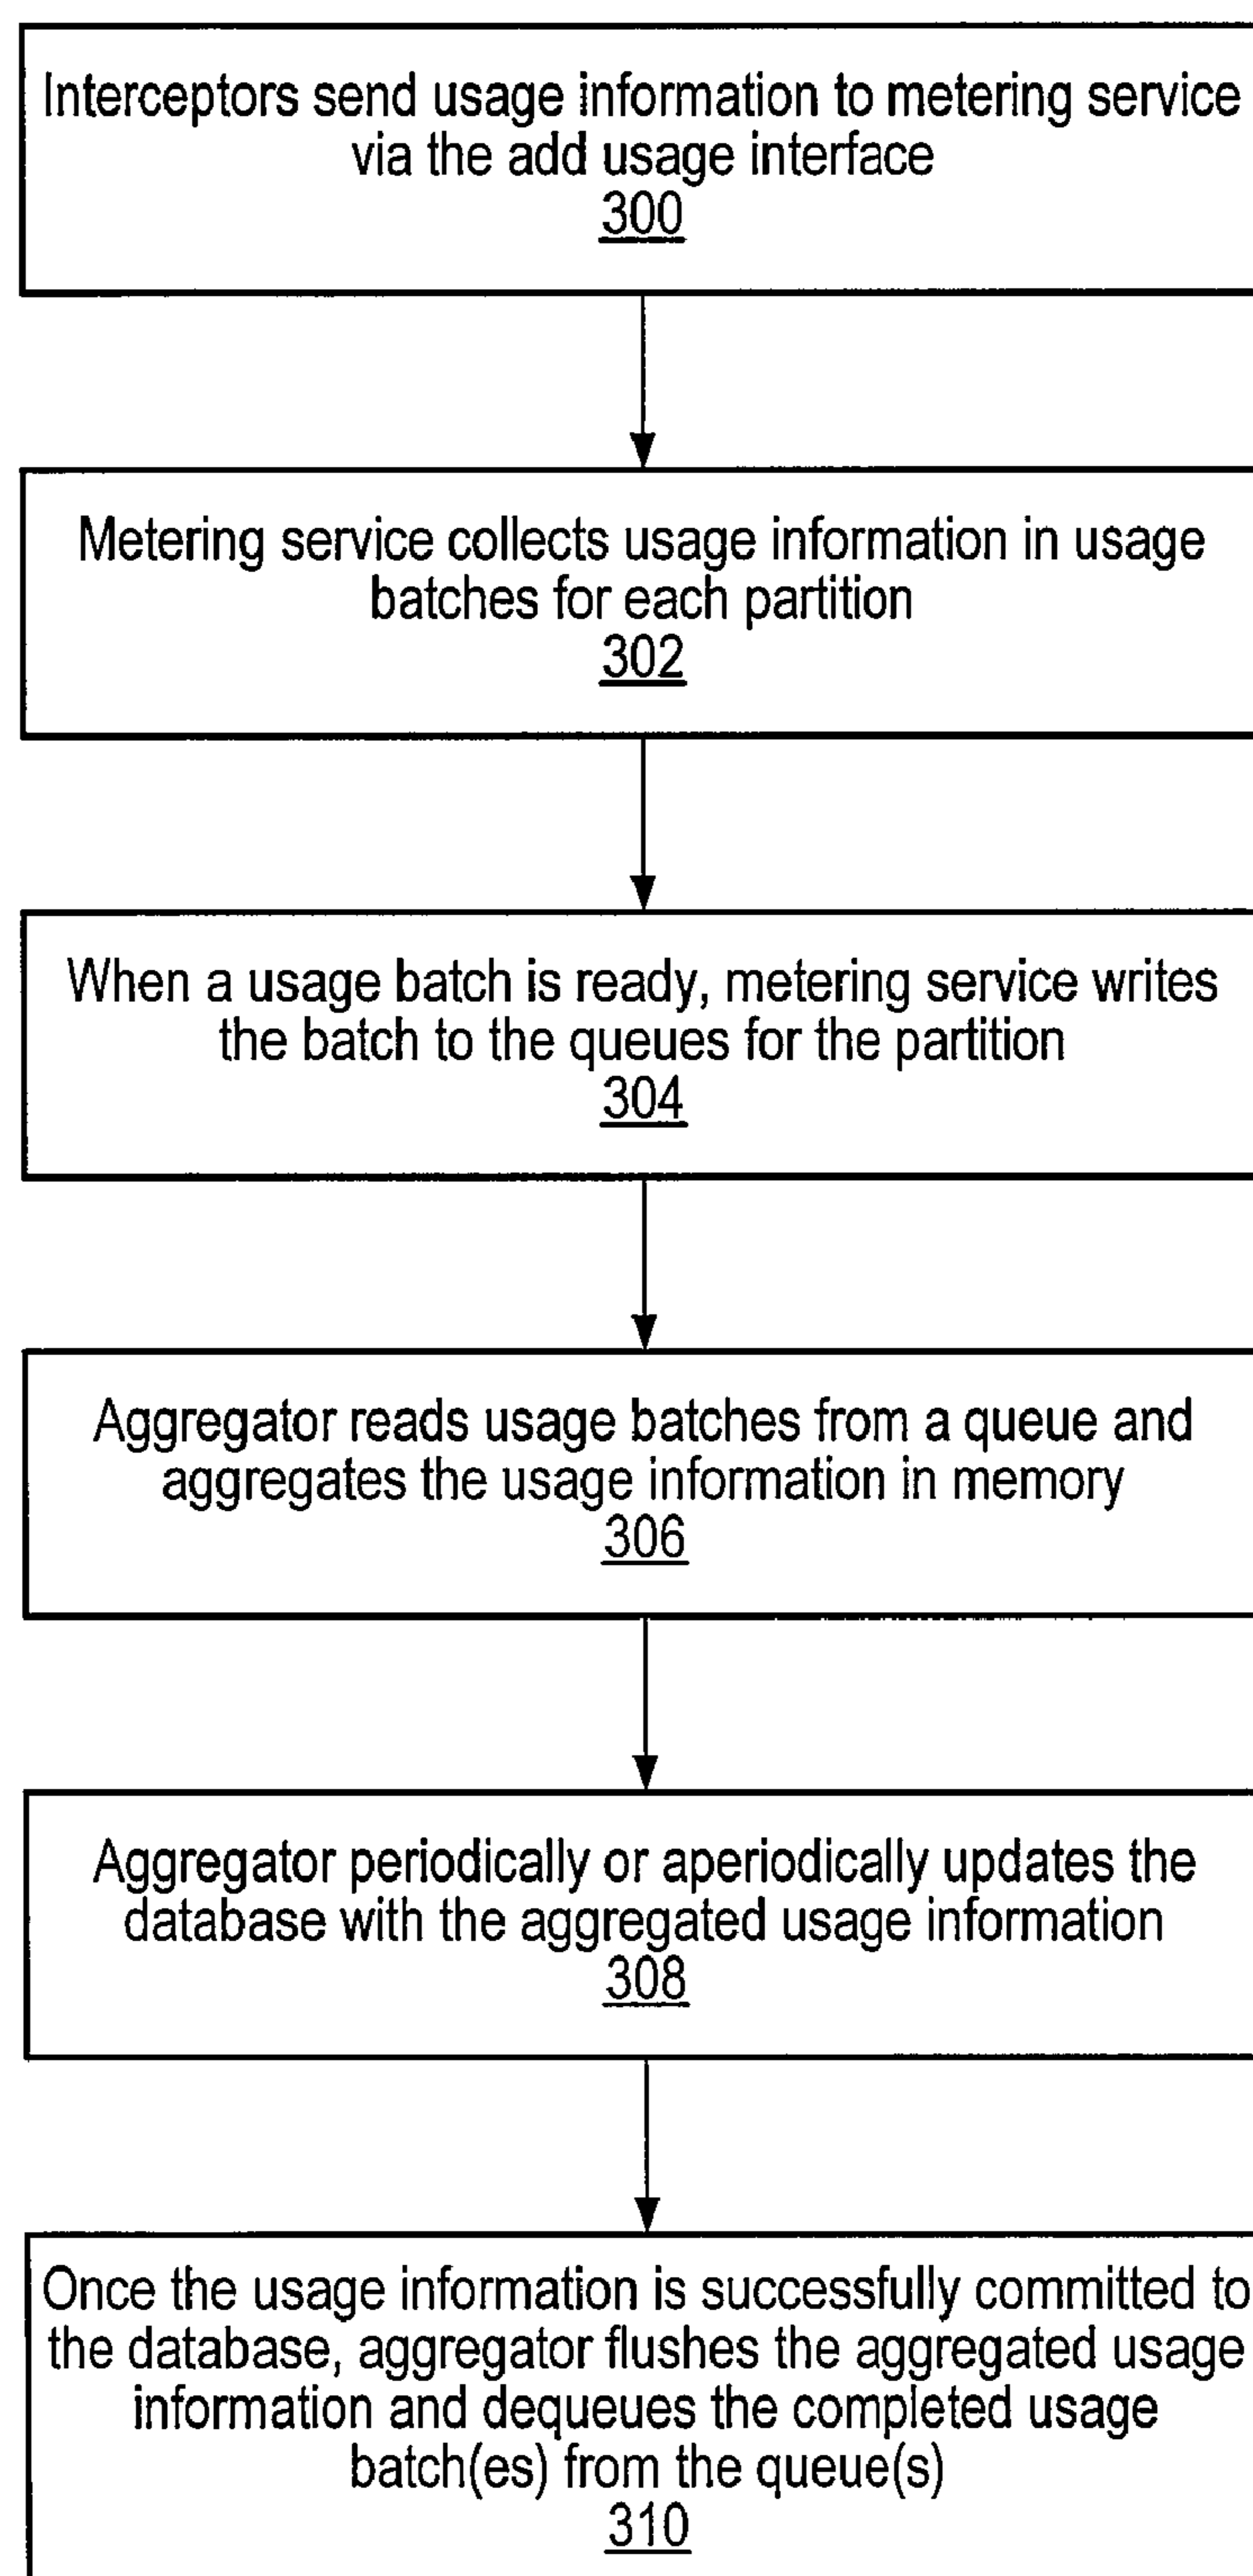 Interceptors send usage information to metering service
via the add usage interface
300
Metering service collects usage information in usage
batches for each partition
302
When a usage batch is ready, metering service writes
the batch to the queues for the partition
304
Aggregator reads usage batches from a queue and
aggregates the usage information in memory
306
Aggregator periodically or aperiodically updates the
database with the aggregated usage information
308
Once the usage information is successfully committed to
the database, aggregator flushes the aggregated usage
information and dequeues the completed usage
batch(es) from the queue(s)
310